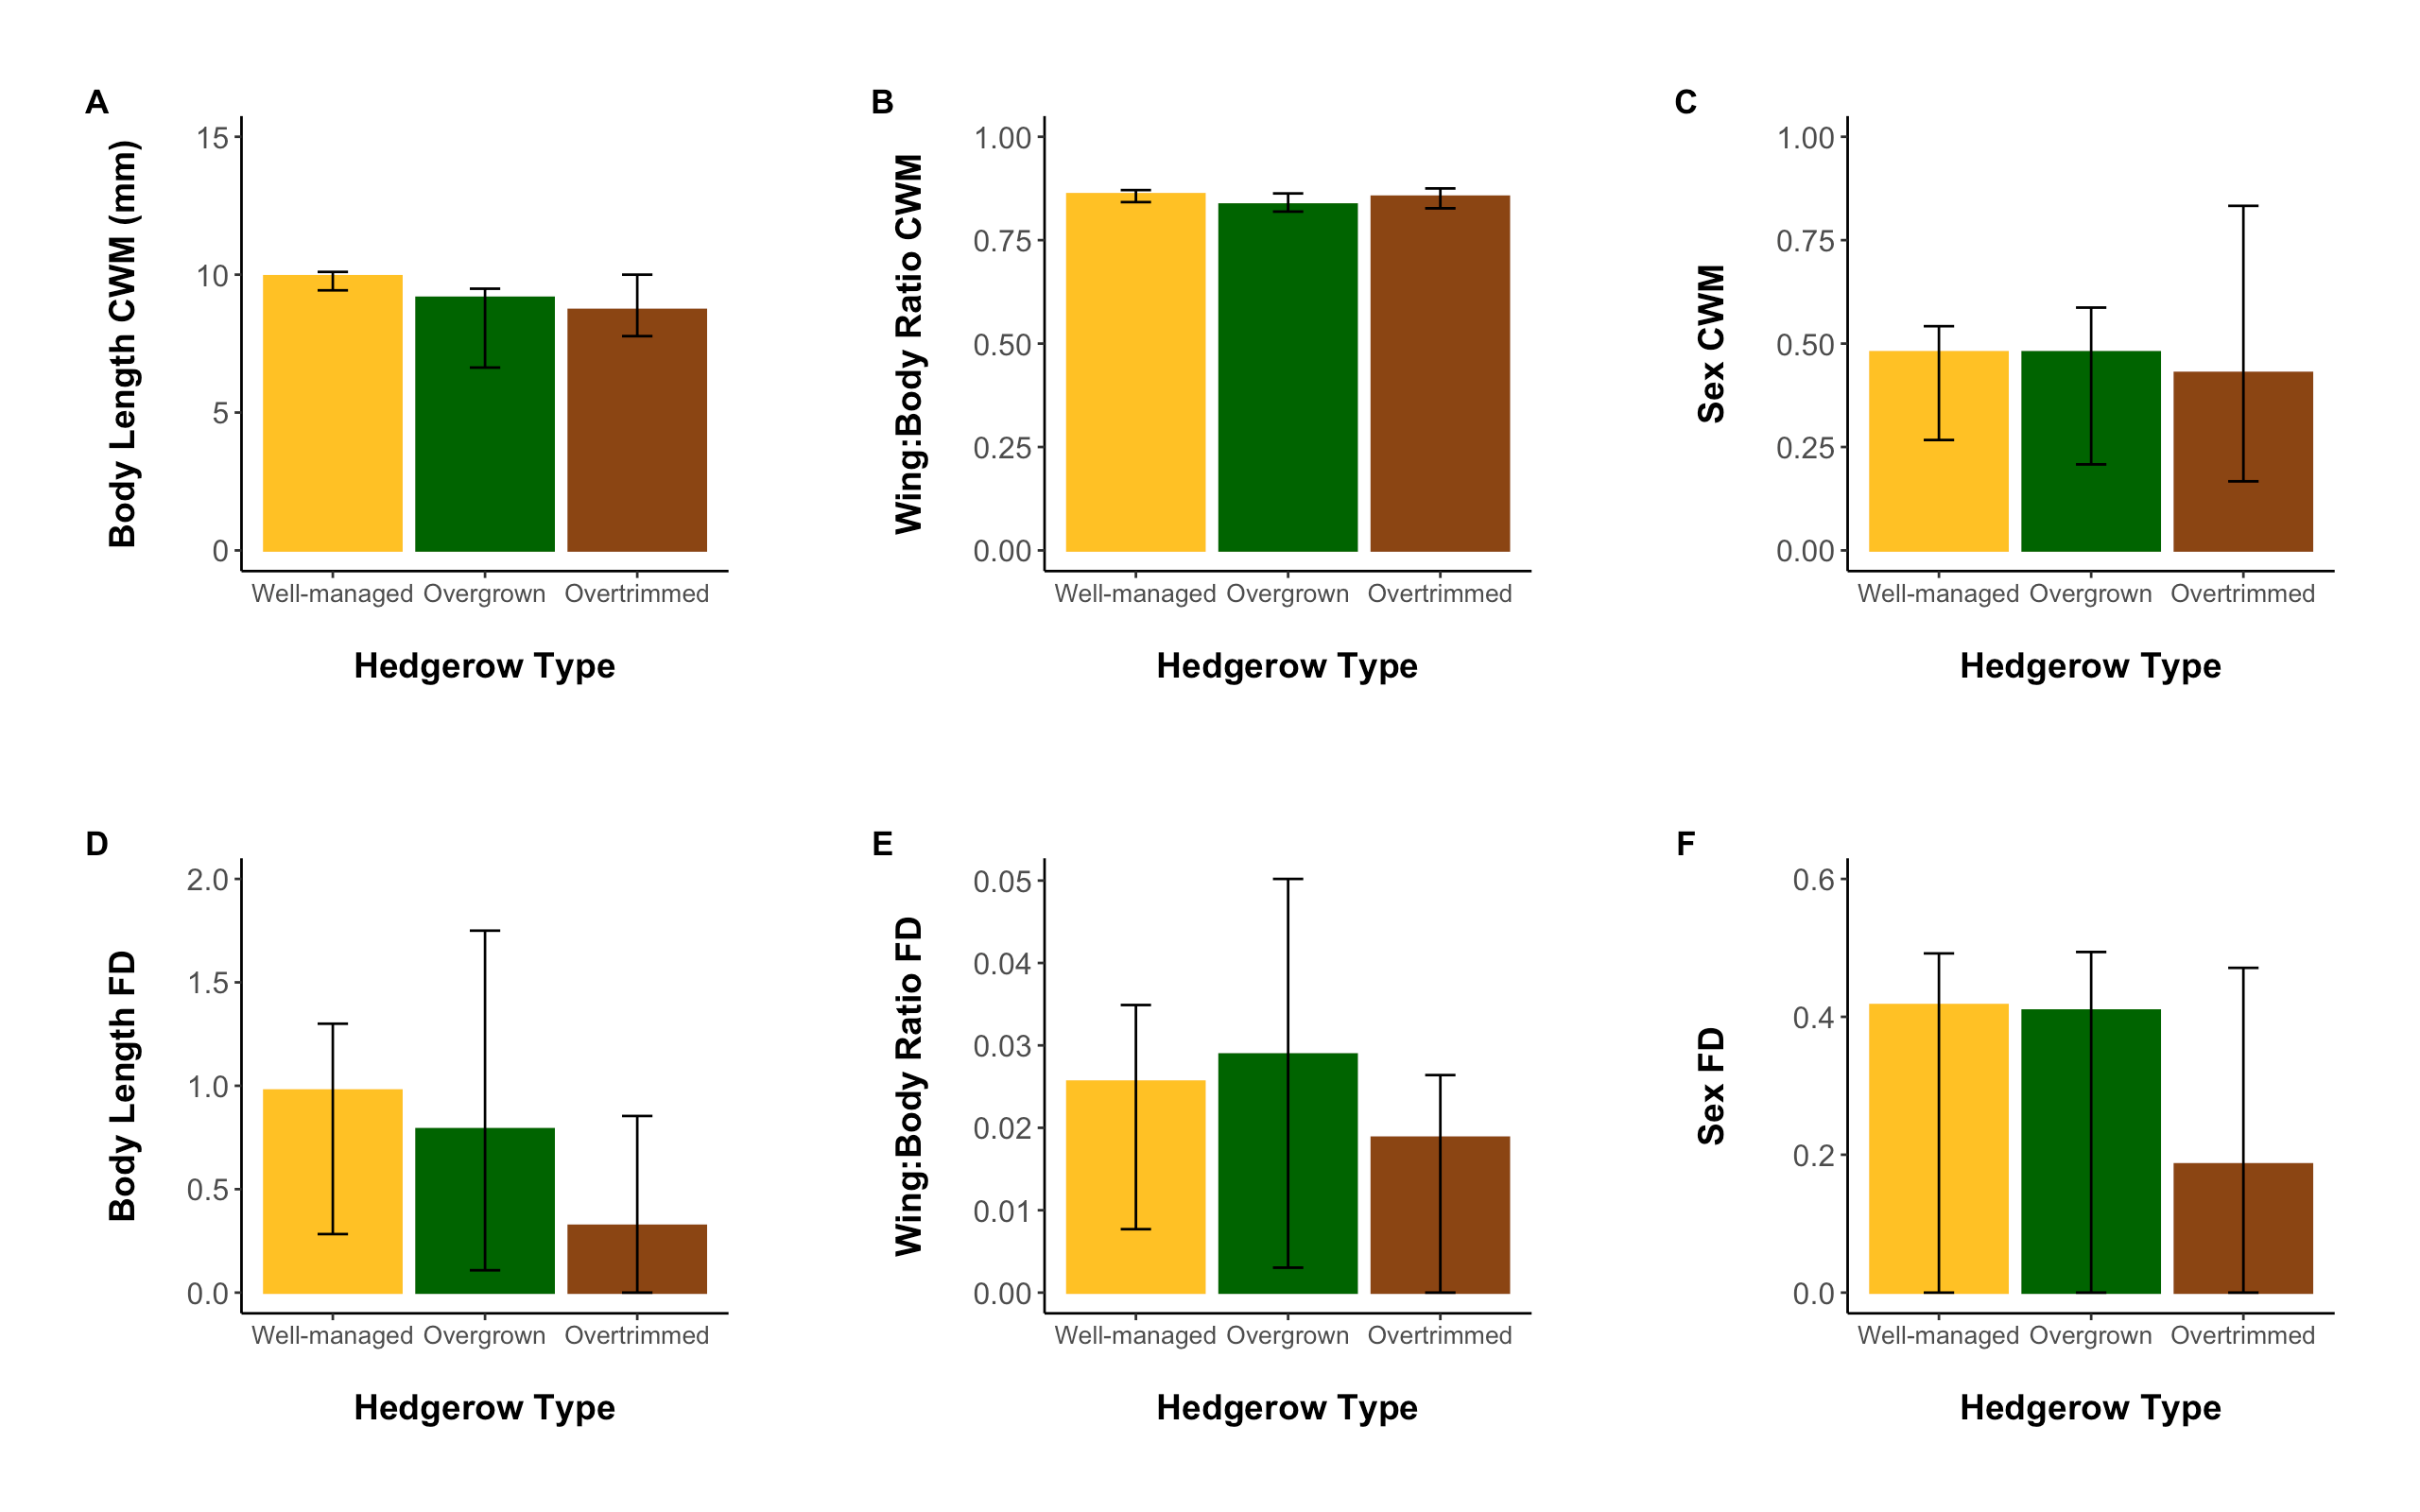 A
Body Length CWM (mm)
15
10
5
0
Well-managed Overgrown Overtrimmed
Hedgerow Type
B
Wing:Body Ratio CWM
1.00
0.75
0.50
0.25
0.00
Well-managed Overgrown Overtrimmed
Hedgerow Type
C
Sex CWM
1.00
0.75
0.50
0.25
0.00
Well-managed Overgrown Overtrimmed
Hedgerow Type
D
Body Length FD
2.0
1.5
1.0
0.5
0.0
Well-managed Overgrown Overtrimmed
Hedgerow Type
E
Wing:Body Ratio FD
0.05
0.04
0.03
0.02
0.01
0.00
Well-managed Overgrown Overtrimmed
Hedgerow Type
F
Sex FD
0.6
0.4
0.2
0.0
Well-managed Overgrown Overtrimmed
Hedgerow Type